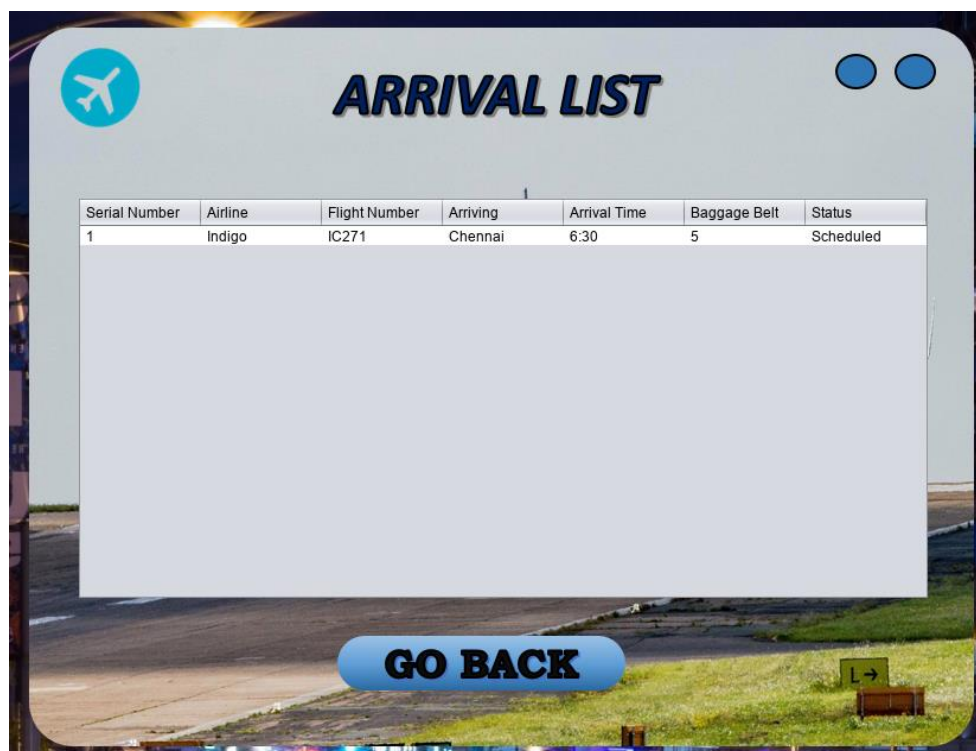 ARRIVAL LIST
Serial Number Airline Flight Number Arriving Arrival Time Baggage Belt Status
1 Indigo IC271 Chennai 6:30 5 Scheduled
GO BACK
L→